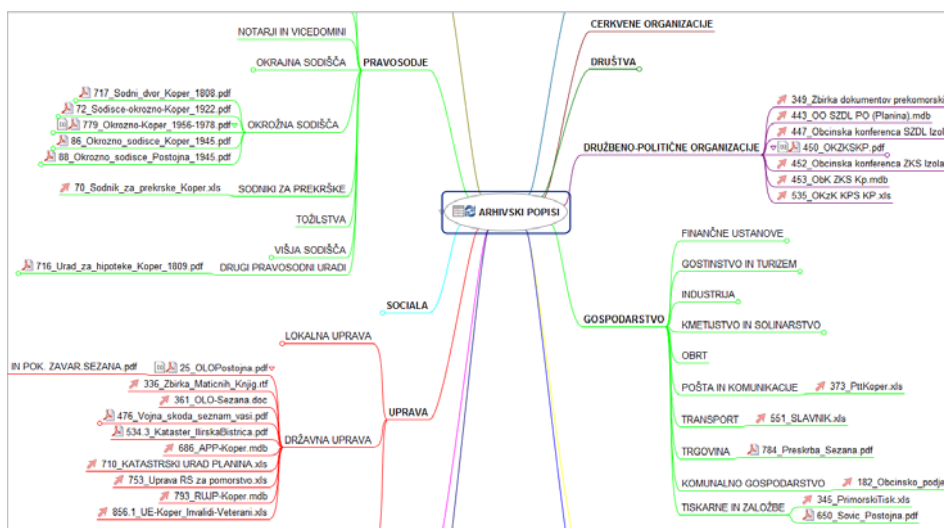 NOTARJI IN VICEDOMINI
OKRAJNA SODIŠČA
PRAVOSODJE
717_Sodni_dvor_Koper_1808.pdf
72_Sodisce-okrozno-Koper_1922.pdf
779_Okrozno-Koper_1956-1978.pdf
86_Okrozno_sodisce_Koper_1945.pdf
88_Okrozno_sodisce_Postojna_1945.pdf
OKROŽNA SODIŠČA
70_Sodnik_za_prekrske_Koper.xls
SODNIKI ZA PREKRŠKE
TOŽILSTVA
VIŠJA SODIŠČA
716_Urad_za_hipoteke_Koper_1809.pdf
DRUGI PRAVOSODNI URADI
SOCIALA
LOKALNA UPRAVA
IN POK. ZAVAR.SEZANA.pdf
25_OLOPostojna.pdf
336_Zbirka_Maticnih_Knjig.rtf
361_OLO-Sezana.doc
476_Vojna_skoda_seznam_vasi.pdf
534.3_Kataster_IlirskaBistrica.pdf
686_APP-Koper.mdb
710_KATASTRSKI URAD PLANINA.xls
753_Uprava RS za pomorstvo.xls
793_RUJP-Koper.mdb
856.1_UE-Koper_Invalidi-Veterani.xls
DRŽAVNA UPRAVA
UPRAVA
ARHIVSKI POPISI
CERKVENE ORGANIZACIJE
DRUŠTVA
DRUŽBENO-POLITIČNE ORGANIZACIJE
349_Zbirka dokumentov prekomorski
443_OO SZDL PO (Planina).mdb
447_Obcinska konferenca SZDL Izol
450_OKZKSKP.pdf
452_Obcinska konferenca ZKS Izola
453_ObK ZKS Kp.mdb
535_OKzK KPS KP.xls
GOSPODARSTVO
FINANČNE USTANOVE
GOSTINSTVO IN TURIZEM
INDUSTRIJA
KMETIJSTVO IN SOLINARSTVO
OBRT
POŠTA IN KOMUNIKACIJE
373_PttKoper.xls
TRANSPORT
551_SLAVNIK.xls
TRGOVINA
784_Preskrba_Sezana.pdf
KOMUNALNO GOSPODARSTVO
182_Obcinsko_podje
TISKARNE IN ZALOŽBE
345_PrimorskiTisk.xls
650_Sovic_Postojna.pdf